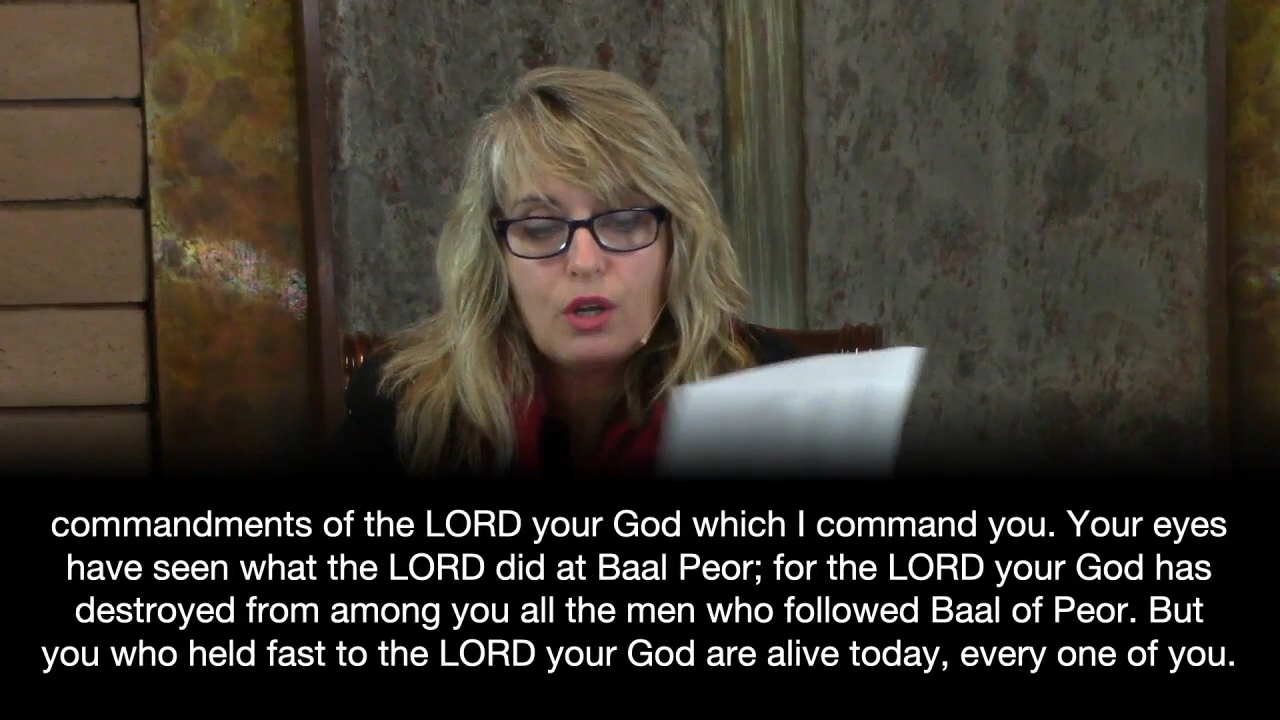 commandments of the LORD your God which I command you. Your eyes
have seen what the LORD did at Baal Peor; for the LORD your God has
destroyed from among you all the men who followed Baal of Peor. But
you who held fast to the LORD your God are alive today, every one of you.